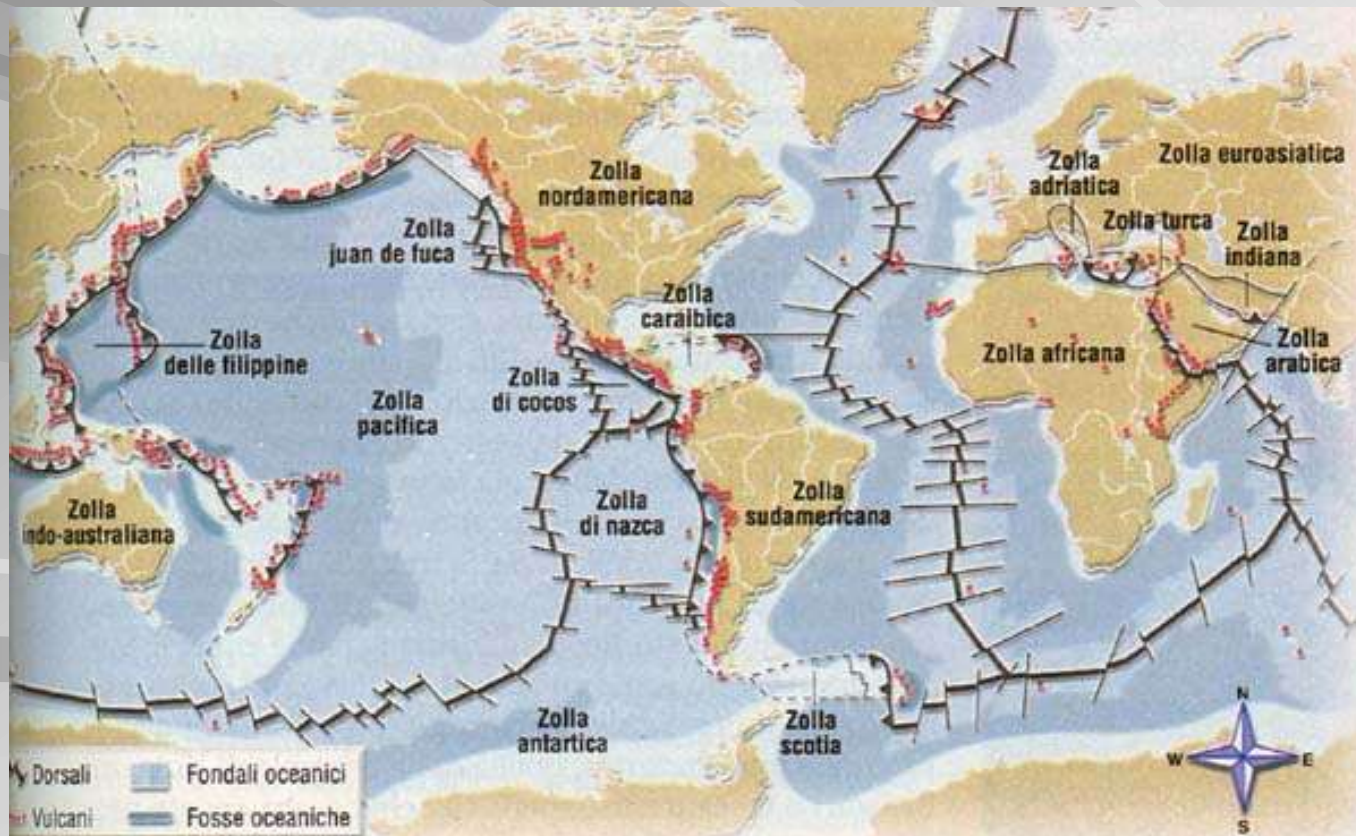 Zolla
nordamericana
Zolla
adriatica
Zolla euroasiatica
Zolla turca
Zolla
indiana
Zolla
juan de fuca
Zolla
caraibica
Zolla
delle filippine
Zolla
pacifica
Zolla
di cocos
Zolla africana
Zolla
arabica
Zolla
indo-australiana
Zolla
di nazca
Zolla
sudamericana
Zolla
antartica
Zolla
scotia
N
W
E
S
Dorsali
Fondali oceanici
Vulcani
Fosse oceaniche